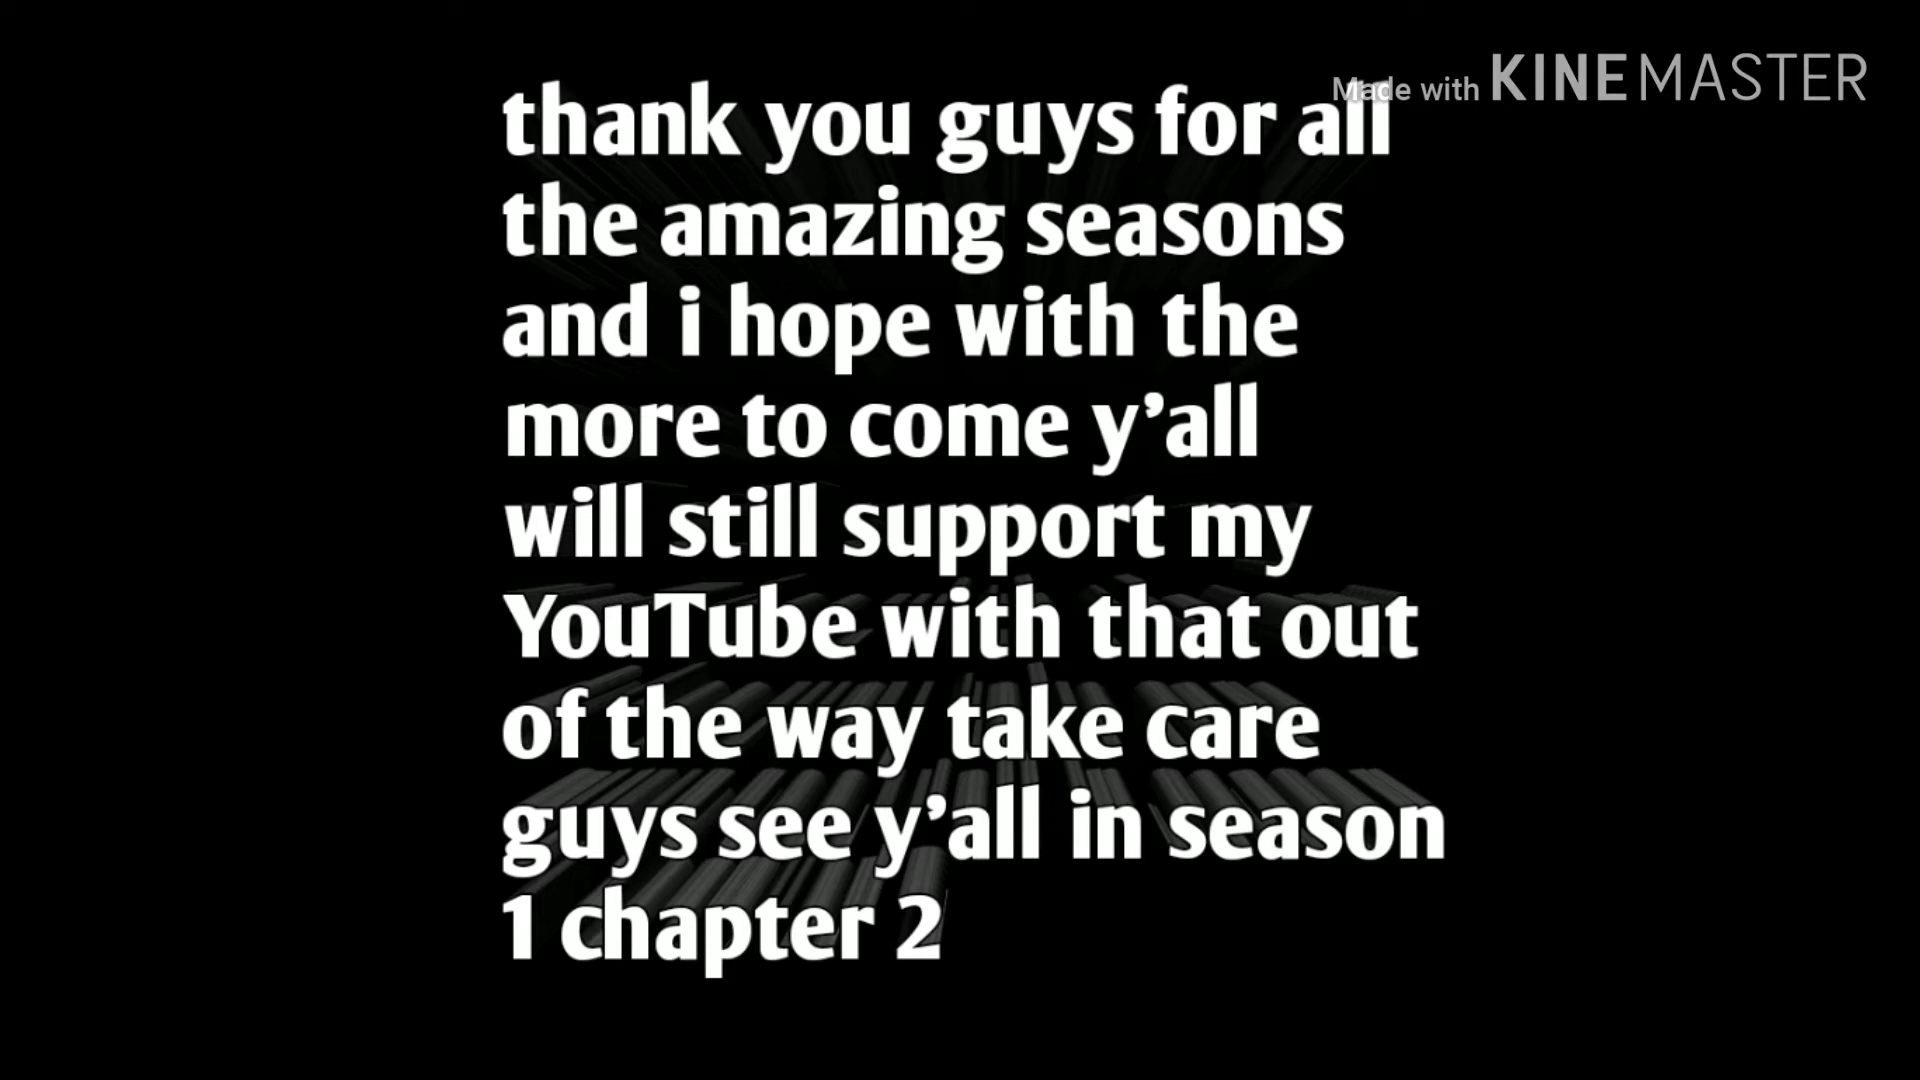 Made with KINEMASTER
thank you guys for all
the amazing seasons
and i hope with the
more to come y’all
will still support my
YouTube with that out
of the way take care
guys see y’all in season
1 chapter 2